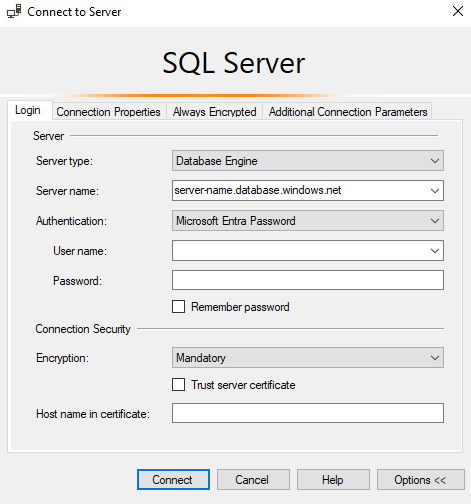 Connect to Server
SQL Server
Login Connection Properties Always Encrypted Additional Connection Parameters
Server
Server type: Database Engine
Server name: server-name.database.windows.net
Authentication: Microsoft Entra Password
User name:
Password:
Remember password
Connection Security
Encryption: Mandatory
Trust server certificate
Host name in certificate:
Connect Cancel Help Options <<